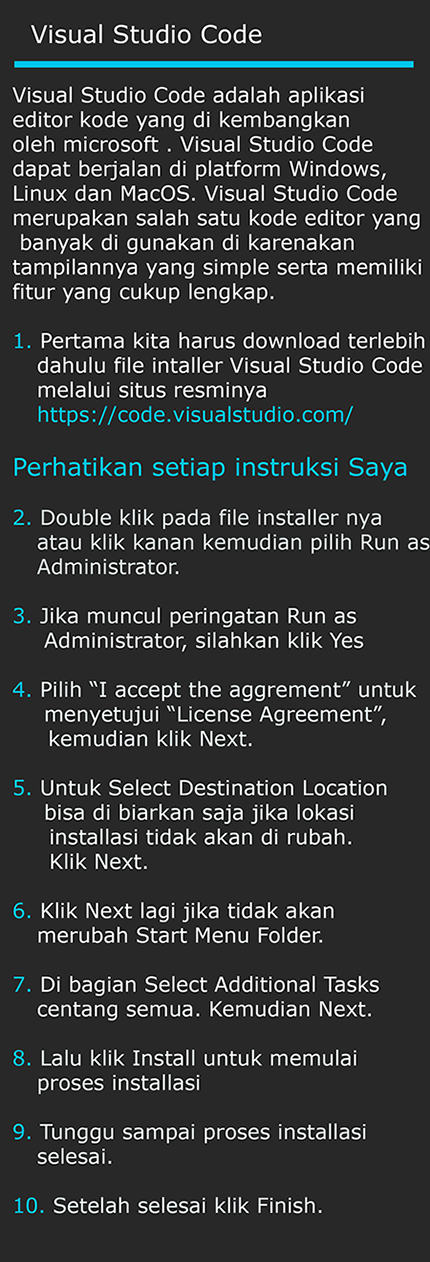 Visual Studio Code
Visual Studio Code adalah aplikasi
editor kode yang di kembangkan
oleh microsoft . Visual Studio Code
dapat berjalan di platform Windows,
Linux dan MacOS. Visual Studio Code
merupakan salah satu kode editor yang
banyak di gunakan di karenakan
tampilannya yang simple serta memiliki
fitur yang cukup lengkap.
1. Pertama kita harus download terlebih
dahulu file intaller Visual Studio Code
melalui situs resminya
https://code.visualstudio.com/
Perhatikan setiap instruksi Saya
2. Double klik pada file installer nya
atau klik kanan kemudian pilih Run as
Administrator.
3. Jika muncul peringatan Run as
Administrator, silahkan klik Yes
4. Pilih “I accept the aggrement” untuk
menyetujui “License Agreement”,
kemudian klik Next.
5. Untuk Select Destination Location
bisa di biarkan saja jika lokasi
installasi tidak akan di rubah.
Klik Next.
6. Klik Next lagi jika tidak akan
merubah Start Menu Folder.
7. Di bagian Select Additional Tasks
centang semua. Kemudian Next.
8. Lalu klik Install untuk memulai
proses installasi
9. Tunggu sampai proses installasi
selesai.
10. Setelah selesai klik Finish.